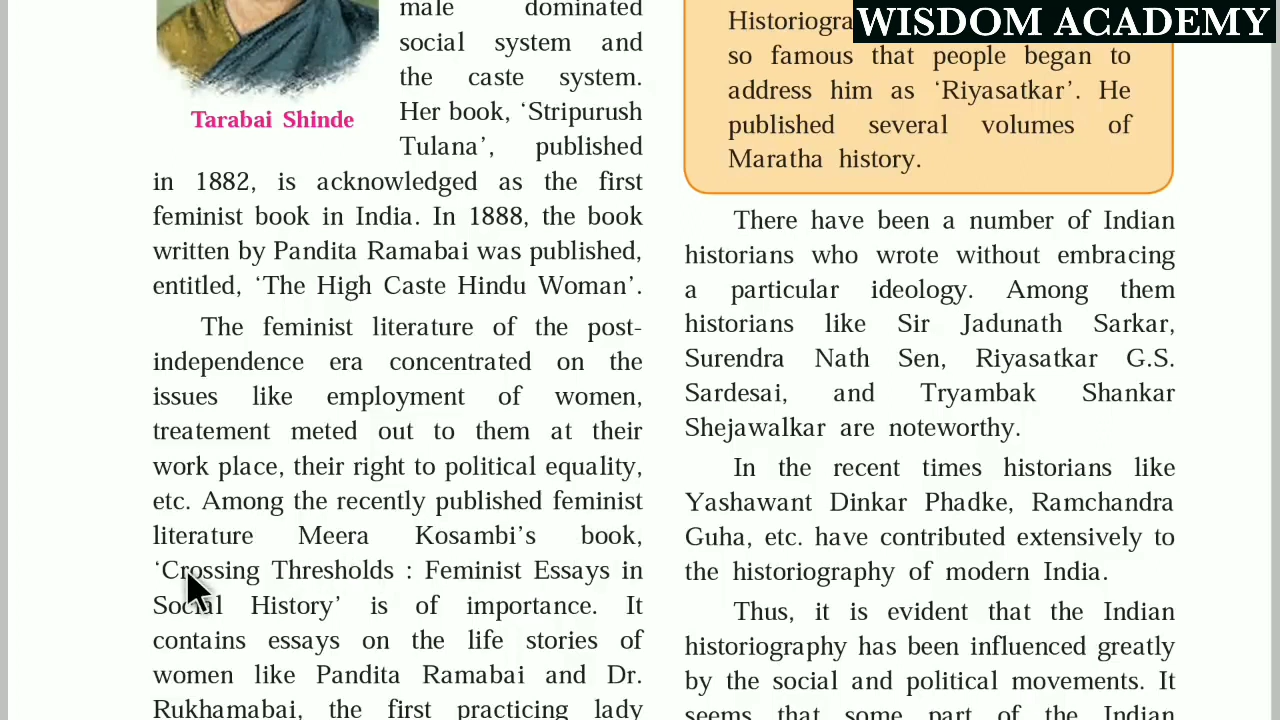 male dominated
social system and
the caste system.
Her book, ‘Stripurush
Tulana’, published
Tarabai Shinde
in 1882, is acknowledged as the first
feminist book in India. In 1888, the book
written by Pandita Ramabai was published,
entitled, ‘The High Caste Hindu Woman’.
The feminist literature of the post-
independence era concentrated on the
issues like employment of women,
treatement meted out to them at their
work place, their right to political equality,
etc. Among the recently published feminist
literature Meera Kosambi’s book,
‘Crossing Thresholds : Feminist Essays in
Social History’ is of importance. It
contains essays on the life stories of
women like Pandita Ramabai and Dr.
Rukhamabai, the first practicing lady
WISDOM ACADEMY
so famous that people began to
address him as ‘Riyasatkar’. He
published several volumes of
Maratha history.
There have been a number of Indian
historians who wrote without embracing
a particular ideology. Among them
historians like Sir Jadunath Sarkar,
Surendra Nath Sen, Riyasatkar G.S.
Sardesai, and Tryambak Shankar
Shejawalkar are noteworthy.
In the recent times historians like
Yashawant Dinkar Phadke, Ramchandra
Guha, etc. have contributed extensively to
the historiography of modern India.
Thus, it is evident that the Indian
historiography has been influenced greatly
by the social and political movements. It
seems that some part of the Indian